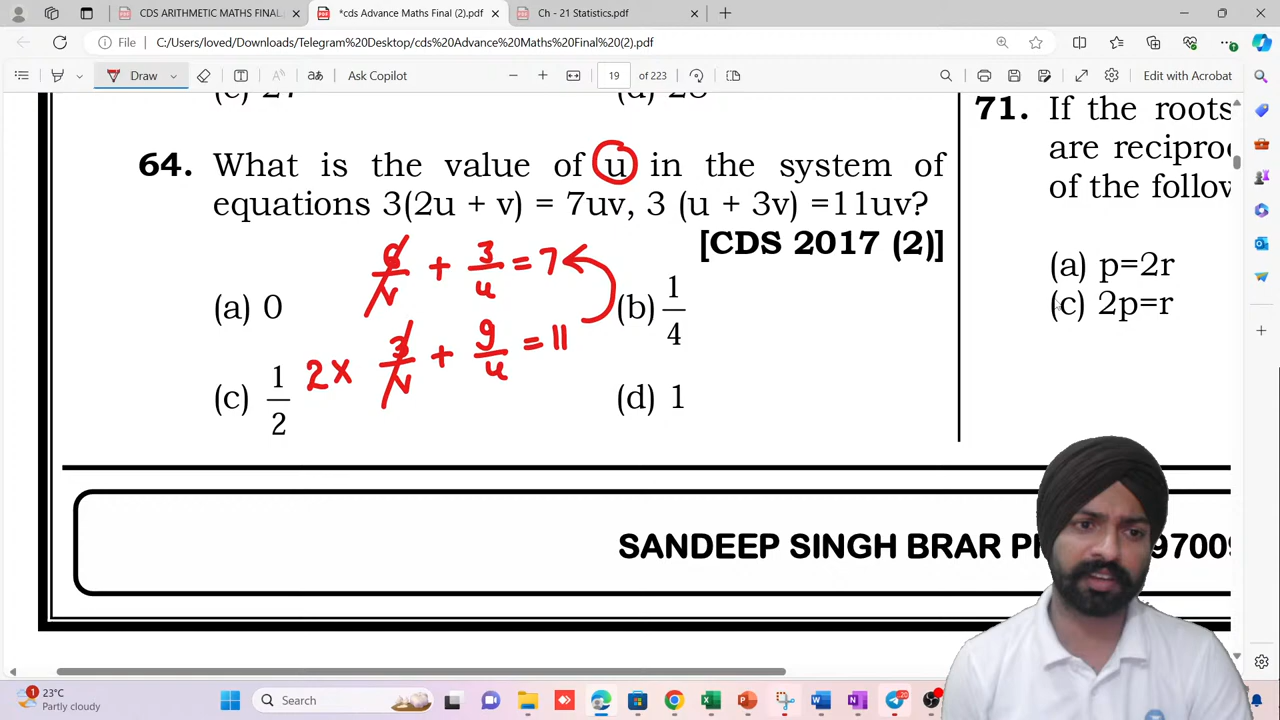 CDS ARITHMETIC MATHS FINAL
*cds Advance Maths Final (2).pdf
Ch - 21 Statistics.pdf
File
C:/Users/loved/Downloads/Telegram%20Desktop/cds%20Advance%20Maths%20Final%20(2).pdf
Draw
Ask Copilot
19 of 223
Edit with Acrobat
64. What is the value of u in the system of
equations 3(2u + v) = 7uv, 3 (u + 3v) =11uv?
[CDS 2017 (2)]
6/v + 3/u = 7
(a) 0
(b) 1/4
2 x 3/v + 9/u = 11
(c) 1/2
(d) 1
71. If the roots
are recipro
of the follov
(a) p=2r
(c) 2p=r
SANDEEP SINGH BRAR
9700
1
23°C
Partly cloudy
Search